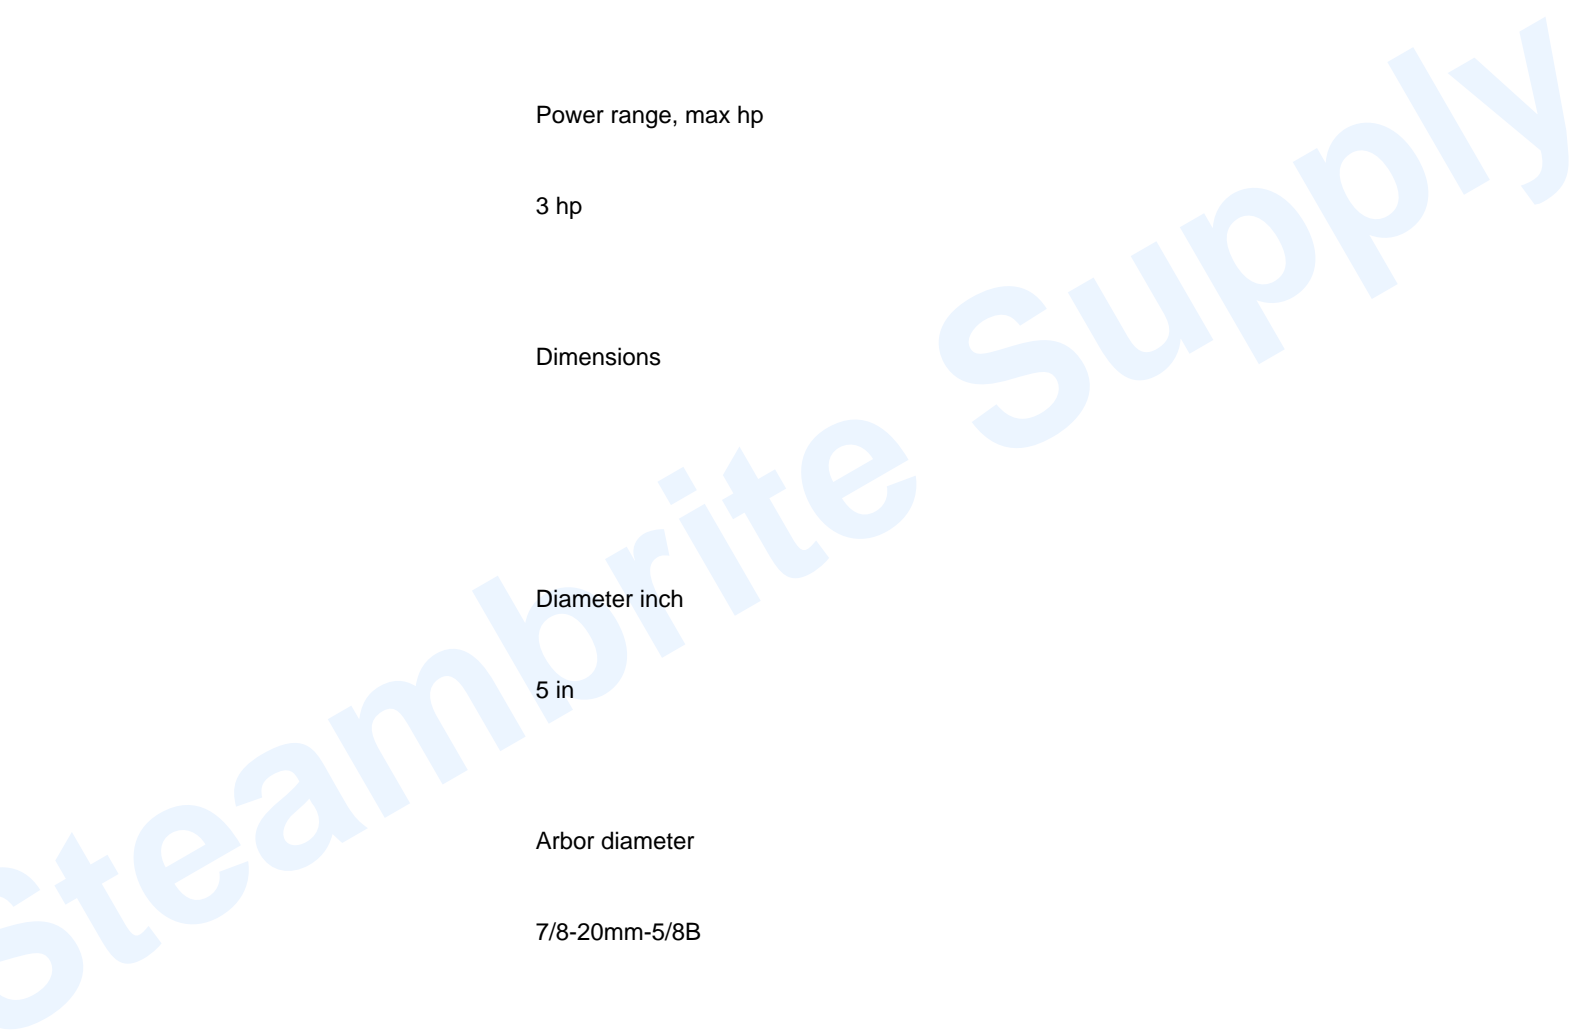 Power range, max hp
3 hp
Dimensions
Diameter inch
5 in
Arbor diameter
7/8-20mm-5/8B
Steambrite Supply